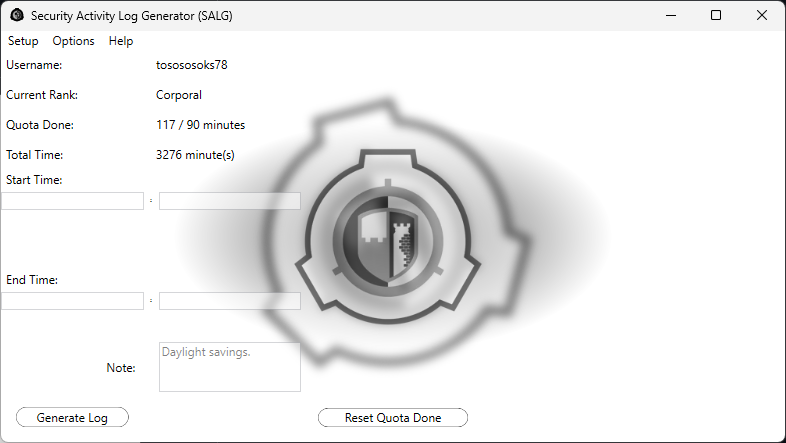 Security Activity Log Generator (SALG)
Setup Options Help
Username: tosososoks78
Current Rank: Corporal
Quota Done: 117 / 90 minutes
Total Time: 3276 minute(s)
Start Time:
:
End Time:
:
Note: Daylight savings.
Generate Log Reset Quota Done